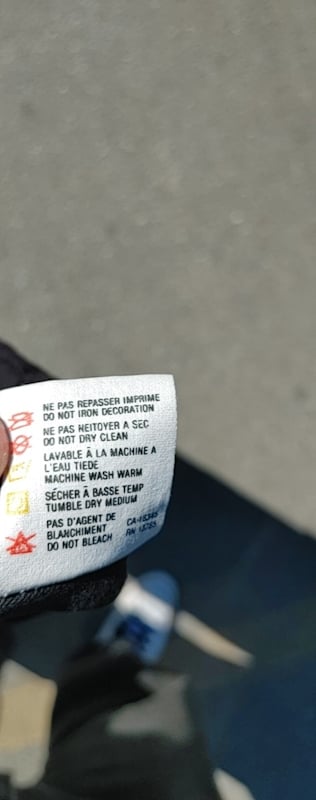 NE PAS REPASSER IMPRIME
DO NOT IRON DECORATION
NE PAS NEITOYER A SEC
DO NOT DRY CLEAN
LAVABLE À LA MACHINE A
L'EAU TIEDE
MACHINE WASH WARM
SÉCHER À BASSE TEMP
TUMBLE DRY MEDIUM
PAS D'AGENT DE
BLANCHIMENT
DO NOT BLEACH